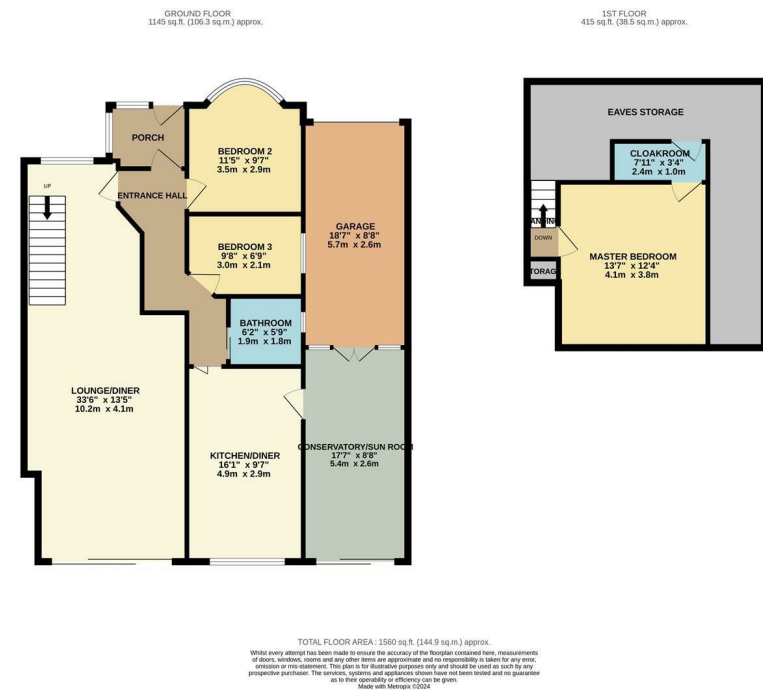 GROUND FLOOR
1145 sq.ft. (106.3 sq.m.) approx.
1ST FLOOR
415 sq.ft. (38.5 sq.m.) approx.
PORCH
BEDROOM 2
11'5" x 9'7"
3.5m x 2.9m
UP
ENTRANCE HALL
GARAGE
18'7" x 8'8"
5.7m x 2.6m
BEDROOM 3
9'8" x 6'9"
3.0m x 2.1m
BATHROOM
6'2" x 5'9"
1.9m x 1.8m
LOUNGE/DINER
33'6" x 13'5"
10.2m x 4.1m
KITCHEN/DINER
16'1" x 9'7"
4.9m x 2.9m
CONSERVATORY/SUN ROOM
17'7" x 8'8"
5.4m x 2.6m
EAVES STORAGE
CLOAKROOM
7'11" x 3'4"
2.4m x 1.0m
DOWN
MASTER BEDROOM
13'7" x 12'4"
4.1m x 3.8m
TORAG
TOTAL FLOOR AREA : 1560 sq.ft. (144.9 sq.m.) approx.
Whilst every attempt has been made to ensure the accuracy of the floorplan contained here, measurements
of doors, windows, rooms and any other items are approximate and no responsibility is taken for any error,
omission or mis-statement. This plan is for illustrative purposes only and should be used as such by any
prospective purchaser. The services, systems and appliances shown have not been tested and no guarantee
as to their operability or efficiency can be given.
Made with Metropix ©2024